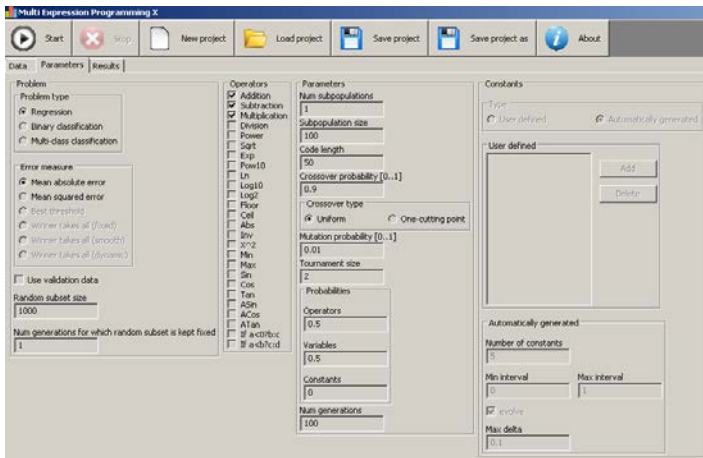 Multi Expression Programming X
Start
Stop
New project
Load project
Save project
Save project as
About
Data
Parameters
Results
Problem
Problem type
Regression
Binary classification
Multi-class classification
Error measure
Mean absolute error
Mean squared error
Best threshold
Winner takes all (fixed)
Winner takes all (smooth)
Winner takes all (dynamic)
Use validation data
Random subset size
1000
Num generations for which random subset is kept fixed
1
Operators
Addition
Subtraction
Multiplication
Division
Power
Sqrt
Exp
Pow10
Ln
Log10
Log2
Floor
Ceil
Abs
Inv
X^2
Min
Max
Sin
Cos
Tan
ASin
ACos
ATan
If a<0?b:c
If a<b?c:d
Parameters
Num subpopulations
1
Subpopulation size
100
Code length
50
Crossover probability [0..1]
0.9
Crossover type
Uniform
One-cutting point
Mutation probability [0..1]
0.01
Tournament size
2
Probabilities
Operators
0.5
Variables
0.5
Constants
0
Num generations
100
Constants
Type
User defined
Automatically generated
User defined
Add
Delete
Automatically generated
Number of constants
5
Min interval
Max interval
0
1
evolve
Max delta
0.1